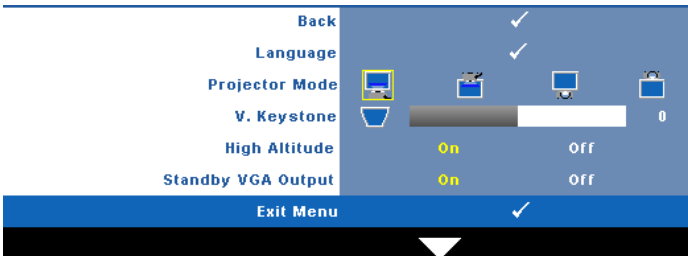 Back
Language
Projector Mode
V. Keystone 0
High Altitude On Off
Standby VGA Output On Off
Exit Menu